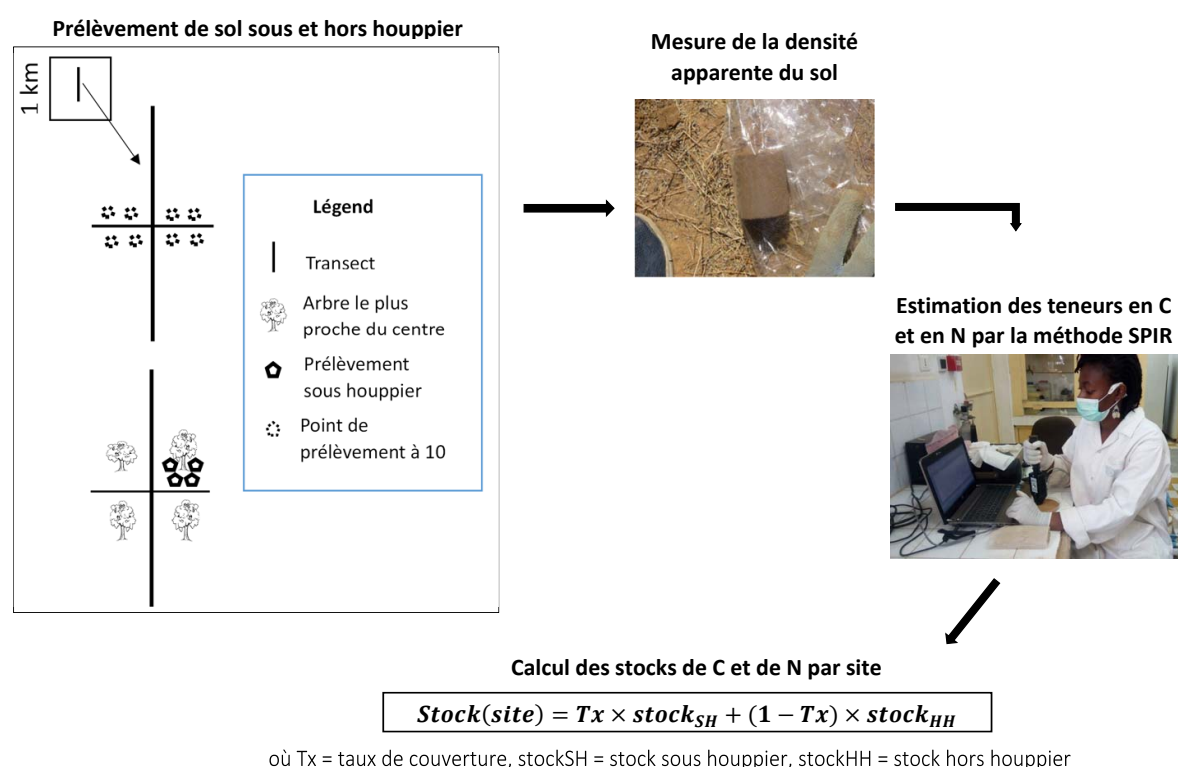 Prélèvement de sol sous et hors houppier
1 km
Légend
Transect
Arbre le plus
proche du centre
Prélèvement
sous houppier
Point de
prélèvement à 10
Mesure de la densité
apparente du sol
Estimation des teneurs en C
et en N par la méthode SPIR
Calcul des stocks de C et de N par site
Stock(site) = Tx × stock_SH + (1 − Tx) × stock_HH
où Tx = taux de couverture, stockSH = stock sous houppier, stockHH = stock hors houppier